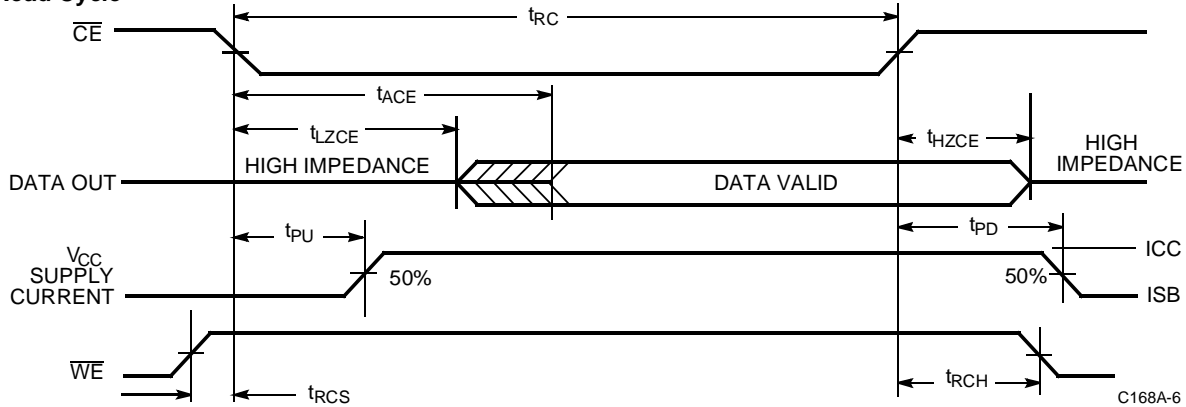 Read Cycle
tRC
CE
tACE
tLZCE
tHZCE
HIGH IMPEDANCE
HIGH
IMPEDANCE
DATA OUT
DATA VALID
tPU
tPD
VCC
SUPPLY
CURRENT
50%
50%
ICC
ISB
WE
tRCS
tRCH
C168A-6